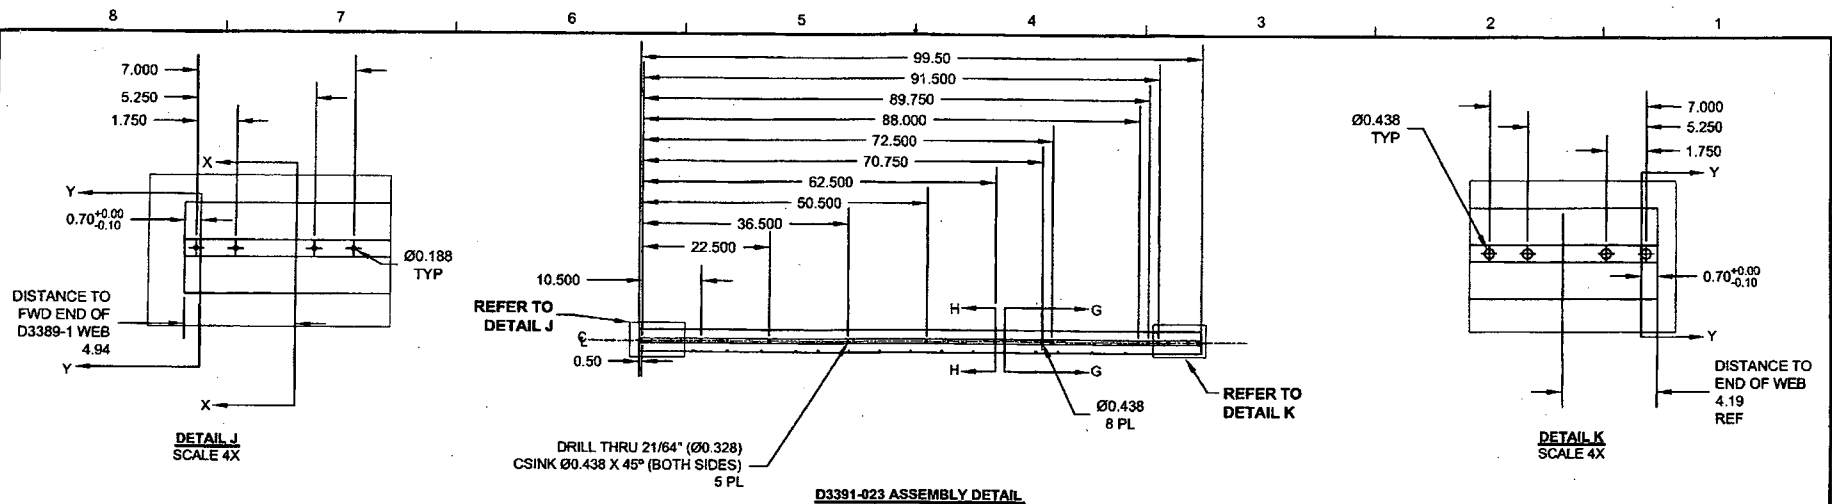 8 7 6 5 4 3 2 1
7.000
5.250
1.750
X
Y
0.70 +0.00 -0.10
Ø0.188
TYP
DISTANCE TO
FWD END OF
D3389-1 WEB
4.94
Y
X
DETAIL J
SCALE 4X
99.50
91.500
89.750
88.000
72.500
70.750
62.500
50.500
36.500
22.500
10.500
REFER TO
DETAIL J
H
G
℄
0.50
H
G
REFER TO
DETAIL K
Ø0.438
8 PL
DRILL THRU 21/64" (Ø0.328)
CSINK Ø0.438 X 45° (BOTH SIDES)
5 PL
D3391-023 ASSEMBLY DETAIL
Ø0.438
TYP
7.000
5.250
1.750
Y
0.70 +0.00 -0.10
Y
DISTANCE TO
END OF WEB
4.19
REF
DETAIL K
SCALE 4X